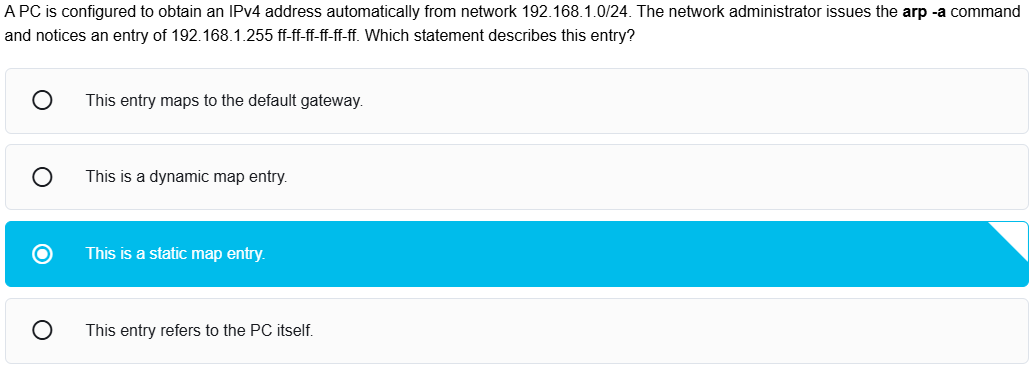 A PC is configured to obtain an IPv4 address automatically from network 192.168.1.0/24. The network administrator issues the arp -a command
and notices an entry of 192.168.1.255 ff-ff-ff-ff-ff-ff. Which statement describes this entry?
This entry maps to the default gateway.
This is a dynamic map entry.
This is a static map entry.
This entry refers to the PC itself.